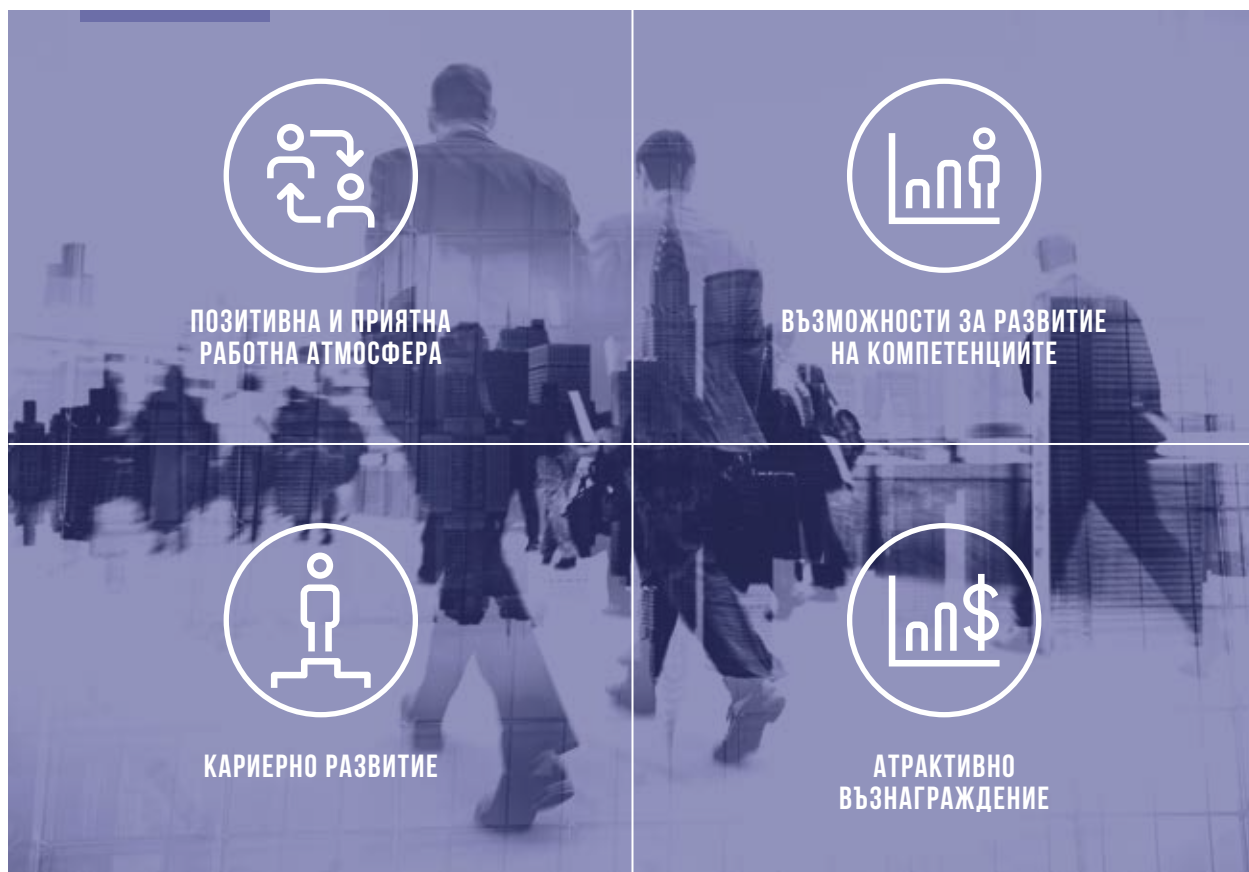 ПОЗИТИВНА И ПРИЯТНА
РАБОТНА АТМОСФЕРА
ВЪЗМОЖНОСТИ ЗА РАЗВИТИЕ
НА КОМПЕТЕНЦИИТЕ
КАРИЕРНО РАЗВИТИЕ
АТРАКТИВНО
ВЪЗНАГРАЖДЕНИЕ